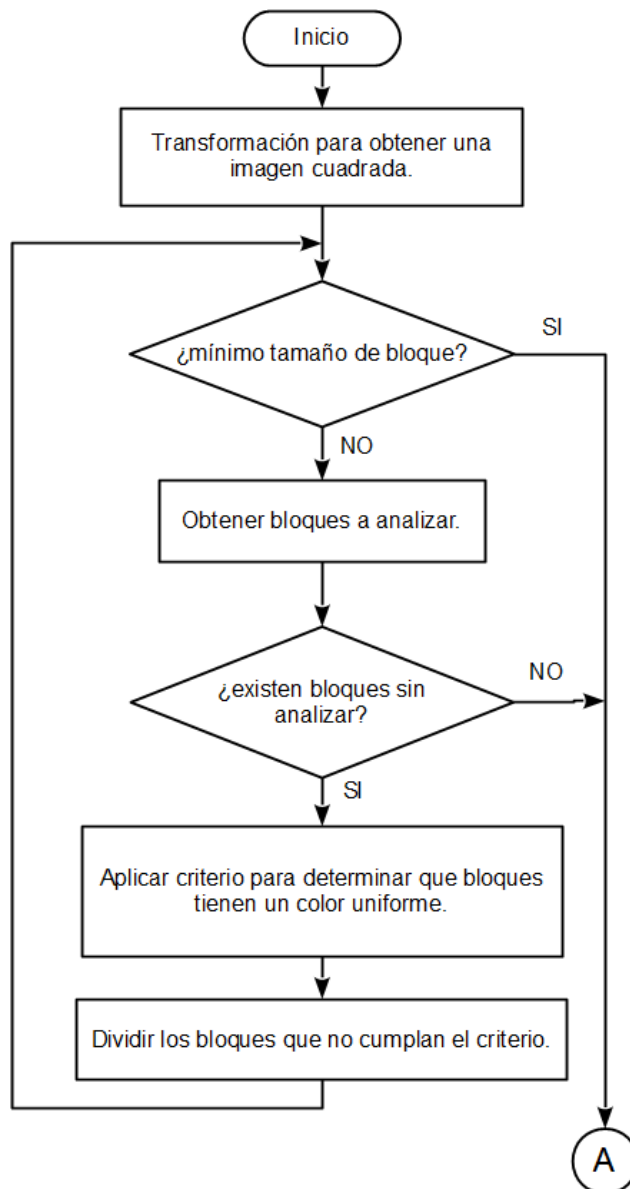 Inicio
Transformación para obtener una
imagen cuadrada.
SI
¿mínimo tamaño de bloque?
NO
Obtener bloques a analizar.
¿existen bloques sin
analizar?
NO
SI
Aplicar criterio para determinar que bloques
tienen un color uniforme.
Dividir los bloques que no cumplan el criterio.
A